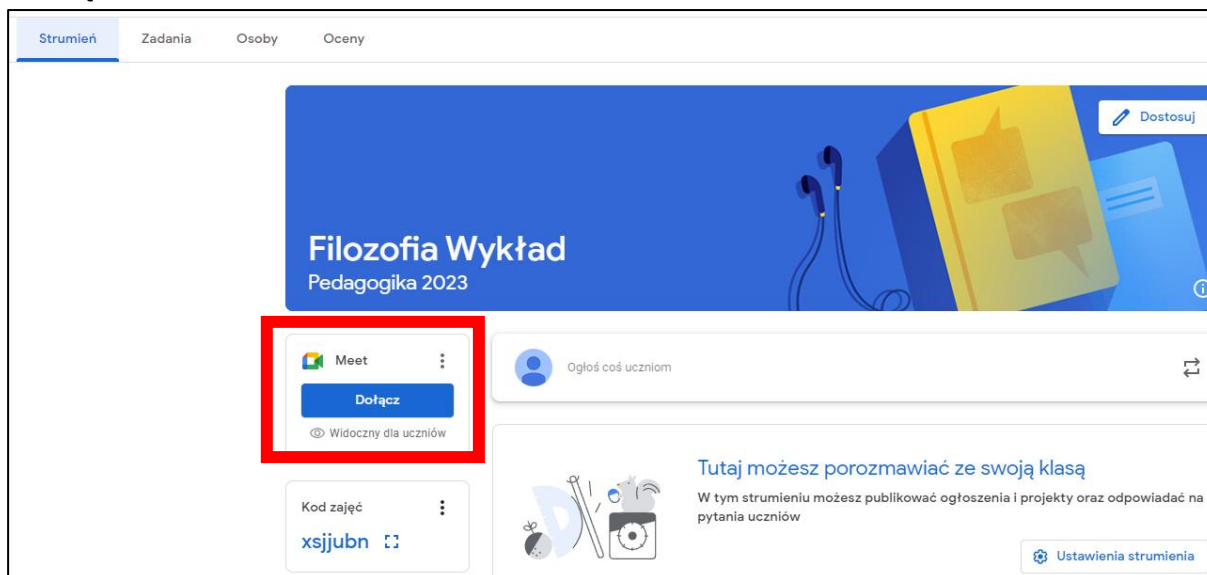 Strumień Zadania Osoby Oceny
Dostosuj
Filozofia Wykład
Pedagogika 2023
Meet
Dołącz
Widoczny dla uczniów
Ogłoś coś uczniom
Kod zajęć
xsjjubn
Tutaj możesz porozmawiać ze swoją klasą
W tym strumieniu możesz publikować ogłoszenia i projekty oraz odpowiadać na
pytania uczniów
Ustawienia strumienia